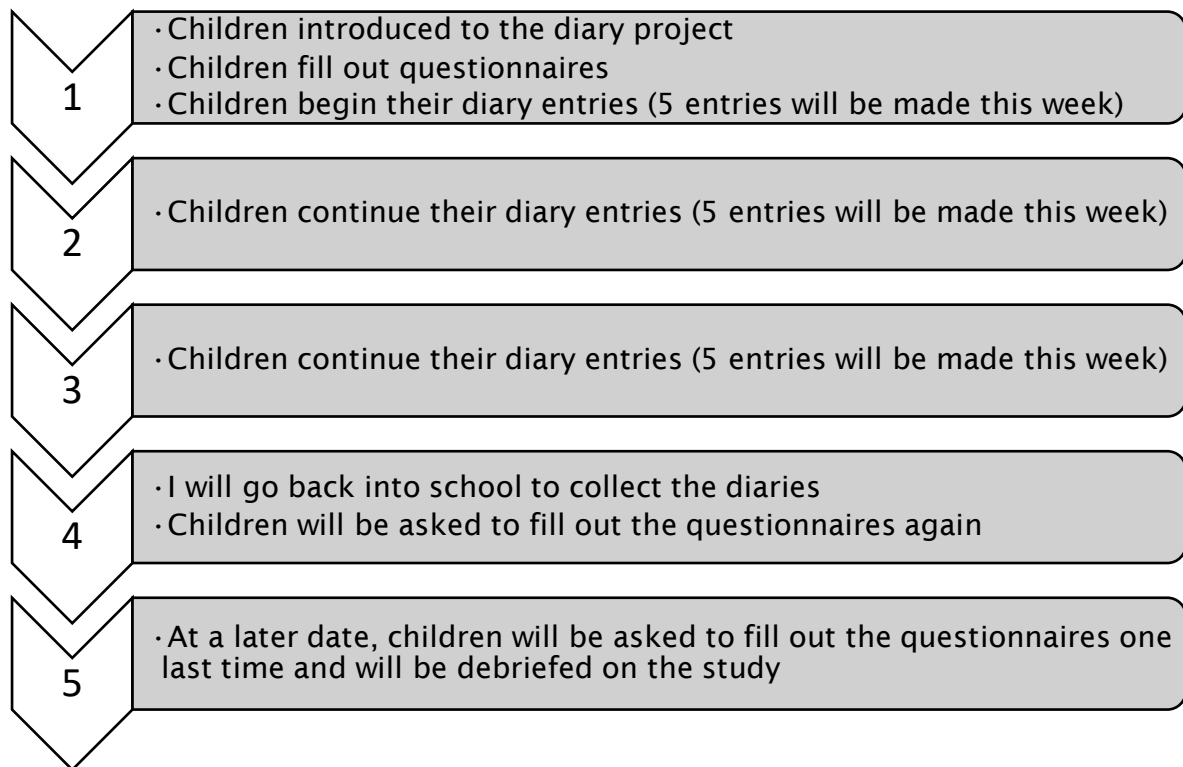 1
·Children introduced to the diary project
·Children fill out questionnaires
·Children begin their diary entries (5 entries will be made this week)
2
·Children continue their diary entries (5 entries will be made this week)
3
·Children continue their diary entries (5 entries will be made this week)
4
·I will go back into school to collect the diaries
·Children will be asked to fill out the questionnaires again
5
·At a later date, children will be asked to fill out the questionnaires one
last time and will be debriefed on the study